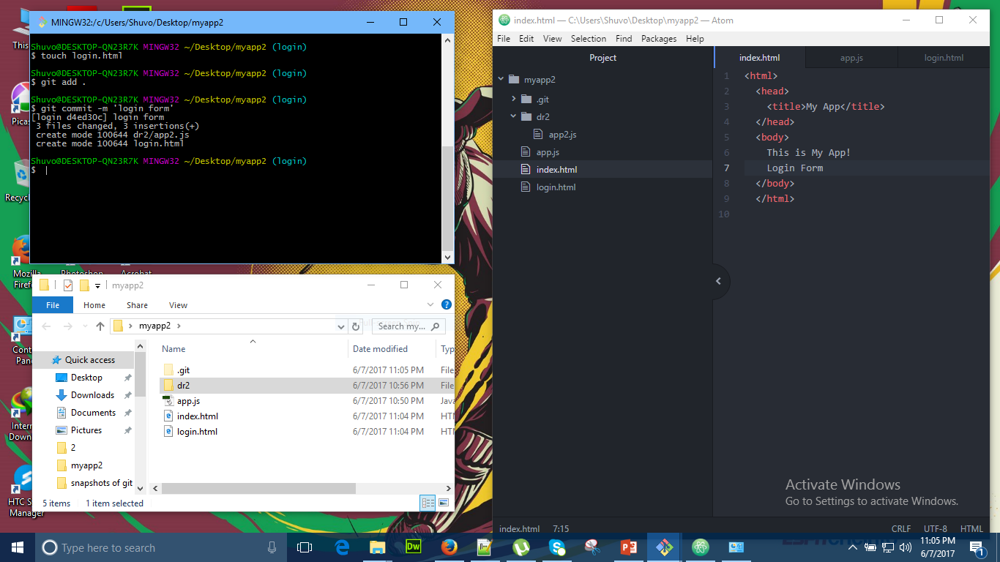 MINGW32:/c/Users/Shuvo/Desktop/myapp2
Shuvo@DESKTOP-QN23R7K MINGW32 ~/Desktop/myapp2 (login)
$ touch login.html
Shuvo@DESKTOP-QN23R7K MINGW32 ~/Desktop/myapp2 (login)
$ git add .
Shuvo@DESKTOP-QN23R7K MINGW32 ~/Desktop/myapp2 (login)
$ git commit -m 'login form'
[login d4ed30c] login form
3 files changed, 3 insertions(+)
create mode 100644 dr2/app2.js
create mode 100644 login.html
Shuvo@DESKTOP-QN23R7K MINGW32 ~/Desktop/myapp2 (login)
$
myapp2
File Home Share View
myapp2
Search my...
Name Date modified Typ
Quick access
Desktop
Downloads
Documents
Pictures
2
myapp2
snapshots of git
.git 6/7/2017 11:05 PM File
dr2 6/7/2017 10:56 PM File
app.js 6/7/2017 10:50 PM Java
index.html 6/7/2017 11:04 PM HTM
login.html 6/7/2017 11:04 PM HTM
5 items 1 item selected
This
Picas
Recyc
Mozill
Firef
Photoshop
Acrobat
Cont
Pane
Intern
Down
HTC S
Manager
index.html — C:\Users\Shuvo\Desktop\myapp2 — Atom
File Edit View Selection Find Packages Help
Project
myapp2
.git
dr2
app2.js
app.js
index.html
login.html
index.html app.js login.html
1 <html>
2 <head>
3 <title>My App</title>
4 </head>
5 <body>
6 This is My App!
7 Login Form
8 </body>
9 </html>
10
Activate Windows
Go to Settings to activate Windows.
index.html 7:15 CRLF UTF-8 HTML
Type here to search
Dw
11:05 PM
6/7/2017
1